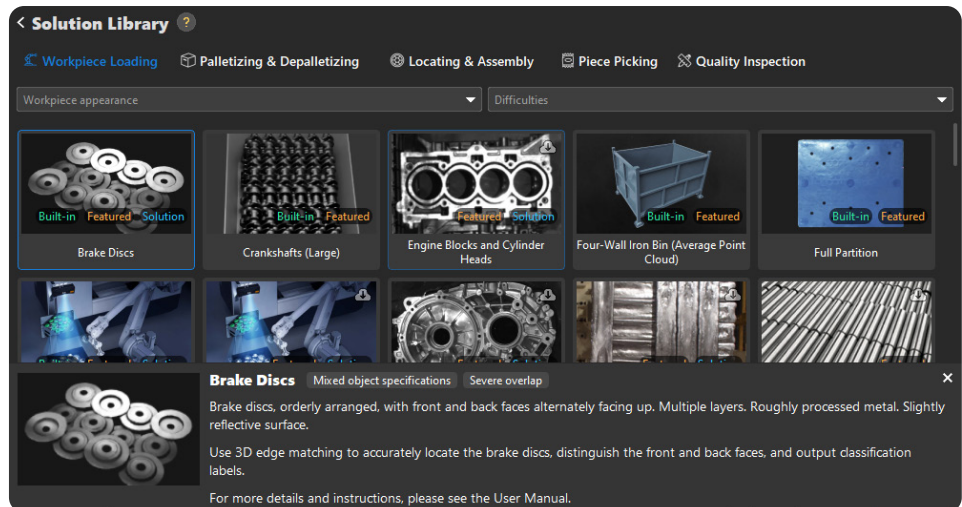 < Solution Library ?
Workpiece Loading Palletizing & Depalletizing Locating & Assembly Piece Picking Quality Inspection
Workpiece appearance Difficulties
Built-in Featured Solution
Built-in Featured
Featured Solution
Built-in Featured
Built-in Featured
Brake Discs
Crankshafts (Large)
Engine Blocks and Cylinder
Heads
Four-Wall Iron Bin (Average Point
Cloud)
Full Partition
Brake Discs Mixed object specifications Severe overlap
Brake discs, orderly arranged, with front and back faces alternately facing up. Multiple layers. Roughly processed metal. Slightly
reflective surface.
Use 3D edge matching to accurately locate the brake discs, distinguish the front and back faces, and output classification
labels.
For more details and instructions, please see the User Manual.